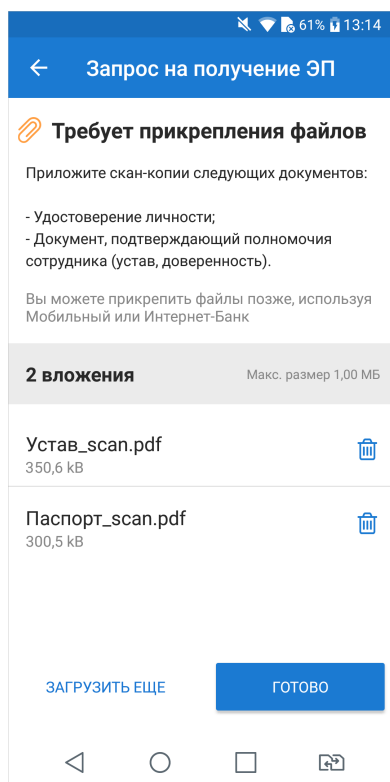 61% 13:14
Запрос на получение ЭП
Требует прикрепления файлов
Приложите скан-копии следующих документов:
- Удостоверение личности;
- Документ, подтверждающий полномочия
сотрудника (устав, доверенность).
Вы можете прикрепить файлы позже, используя
Мобильный или Интернет-Банк
2 вложения Макс. размер 1,00 МБ
Устав_scan.pdf
350,6 kB
Паспорт_scan.pdf
300,5 kB
ЗАГРУЗИТЬ ЕЩЕ ГОТОВО